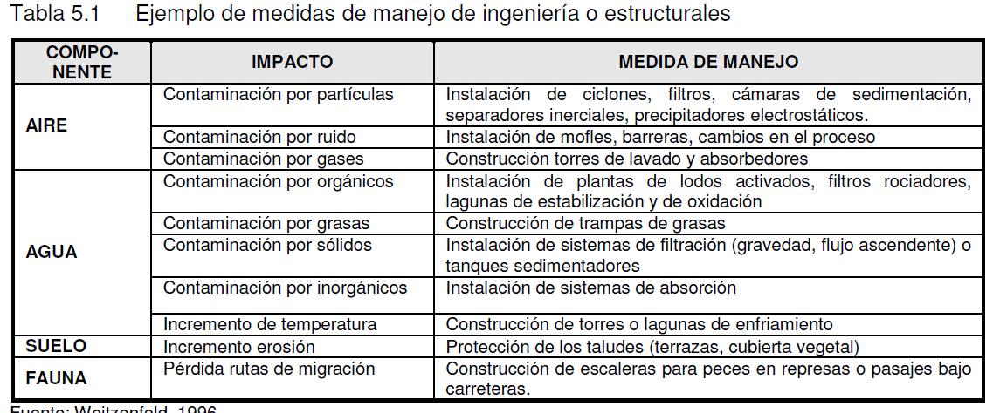 Tabla 5.1 Ejemplo de medidas de manejo de ingeniería o estructurales
COMPO-
NENTE
IMPACTO
MEDIDA DE MANEJO
AIRE
Contaminación por partículas
Instalación de ciclones, filtros, cámaras de sedimentación,
separadores inerciales, precipitadores electrostáticos.
Contaminación por ruido
Instalación de mofles, barreras, cambios en el proceso
Contaminación por gases
Construcción torres de lavado y absorbedores
AGUA
Contaminación por orgánicos
Instalación de plantas de lodos activados, filtros rociadores,
lagunas de estabilización y de oxidación
Contaminación por grasas
Construcción de trampas de grasas
Contaminación por sólidos
Instalación de sistemas de filtración (gravedad, flujo ascendente) o
tanques sedimentadores
Contaminación por inorgánicos
Instalación de sistemas de absorción
Incremento de temperatura
Construcción de torres o lagunas de enfriamiento
SUELO
Incremento erosión
Protección de los taludes (terrazas, cubierta vegetal)
FAUNA
Pérdida rutas de migración
Construcción de escaleras para peces en represas o pasajes bajo
carreteras.
Fuente: Weitzenfeld, 1996